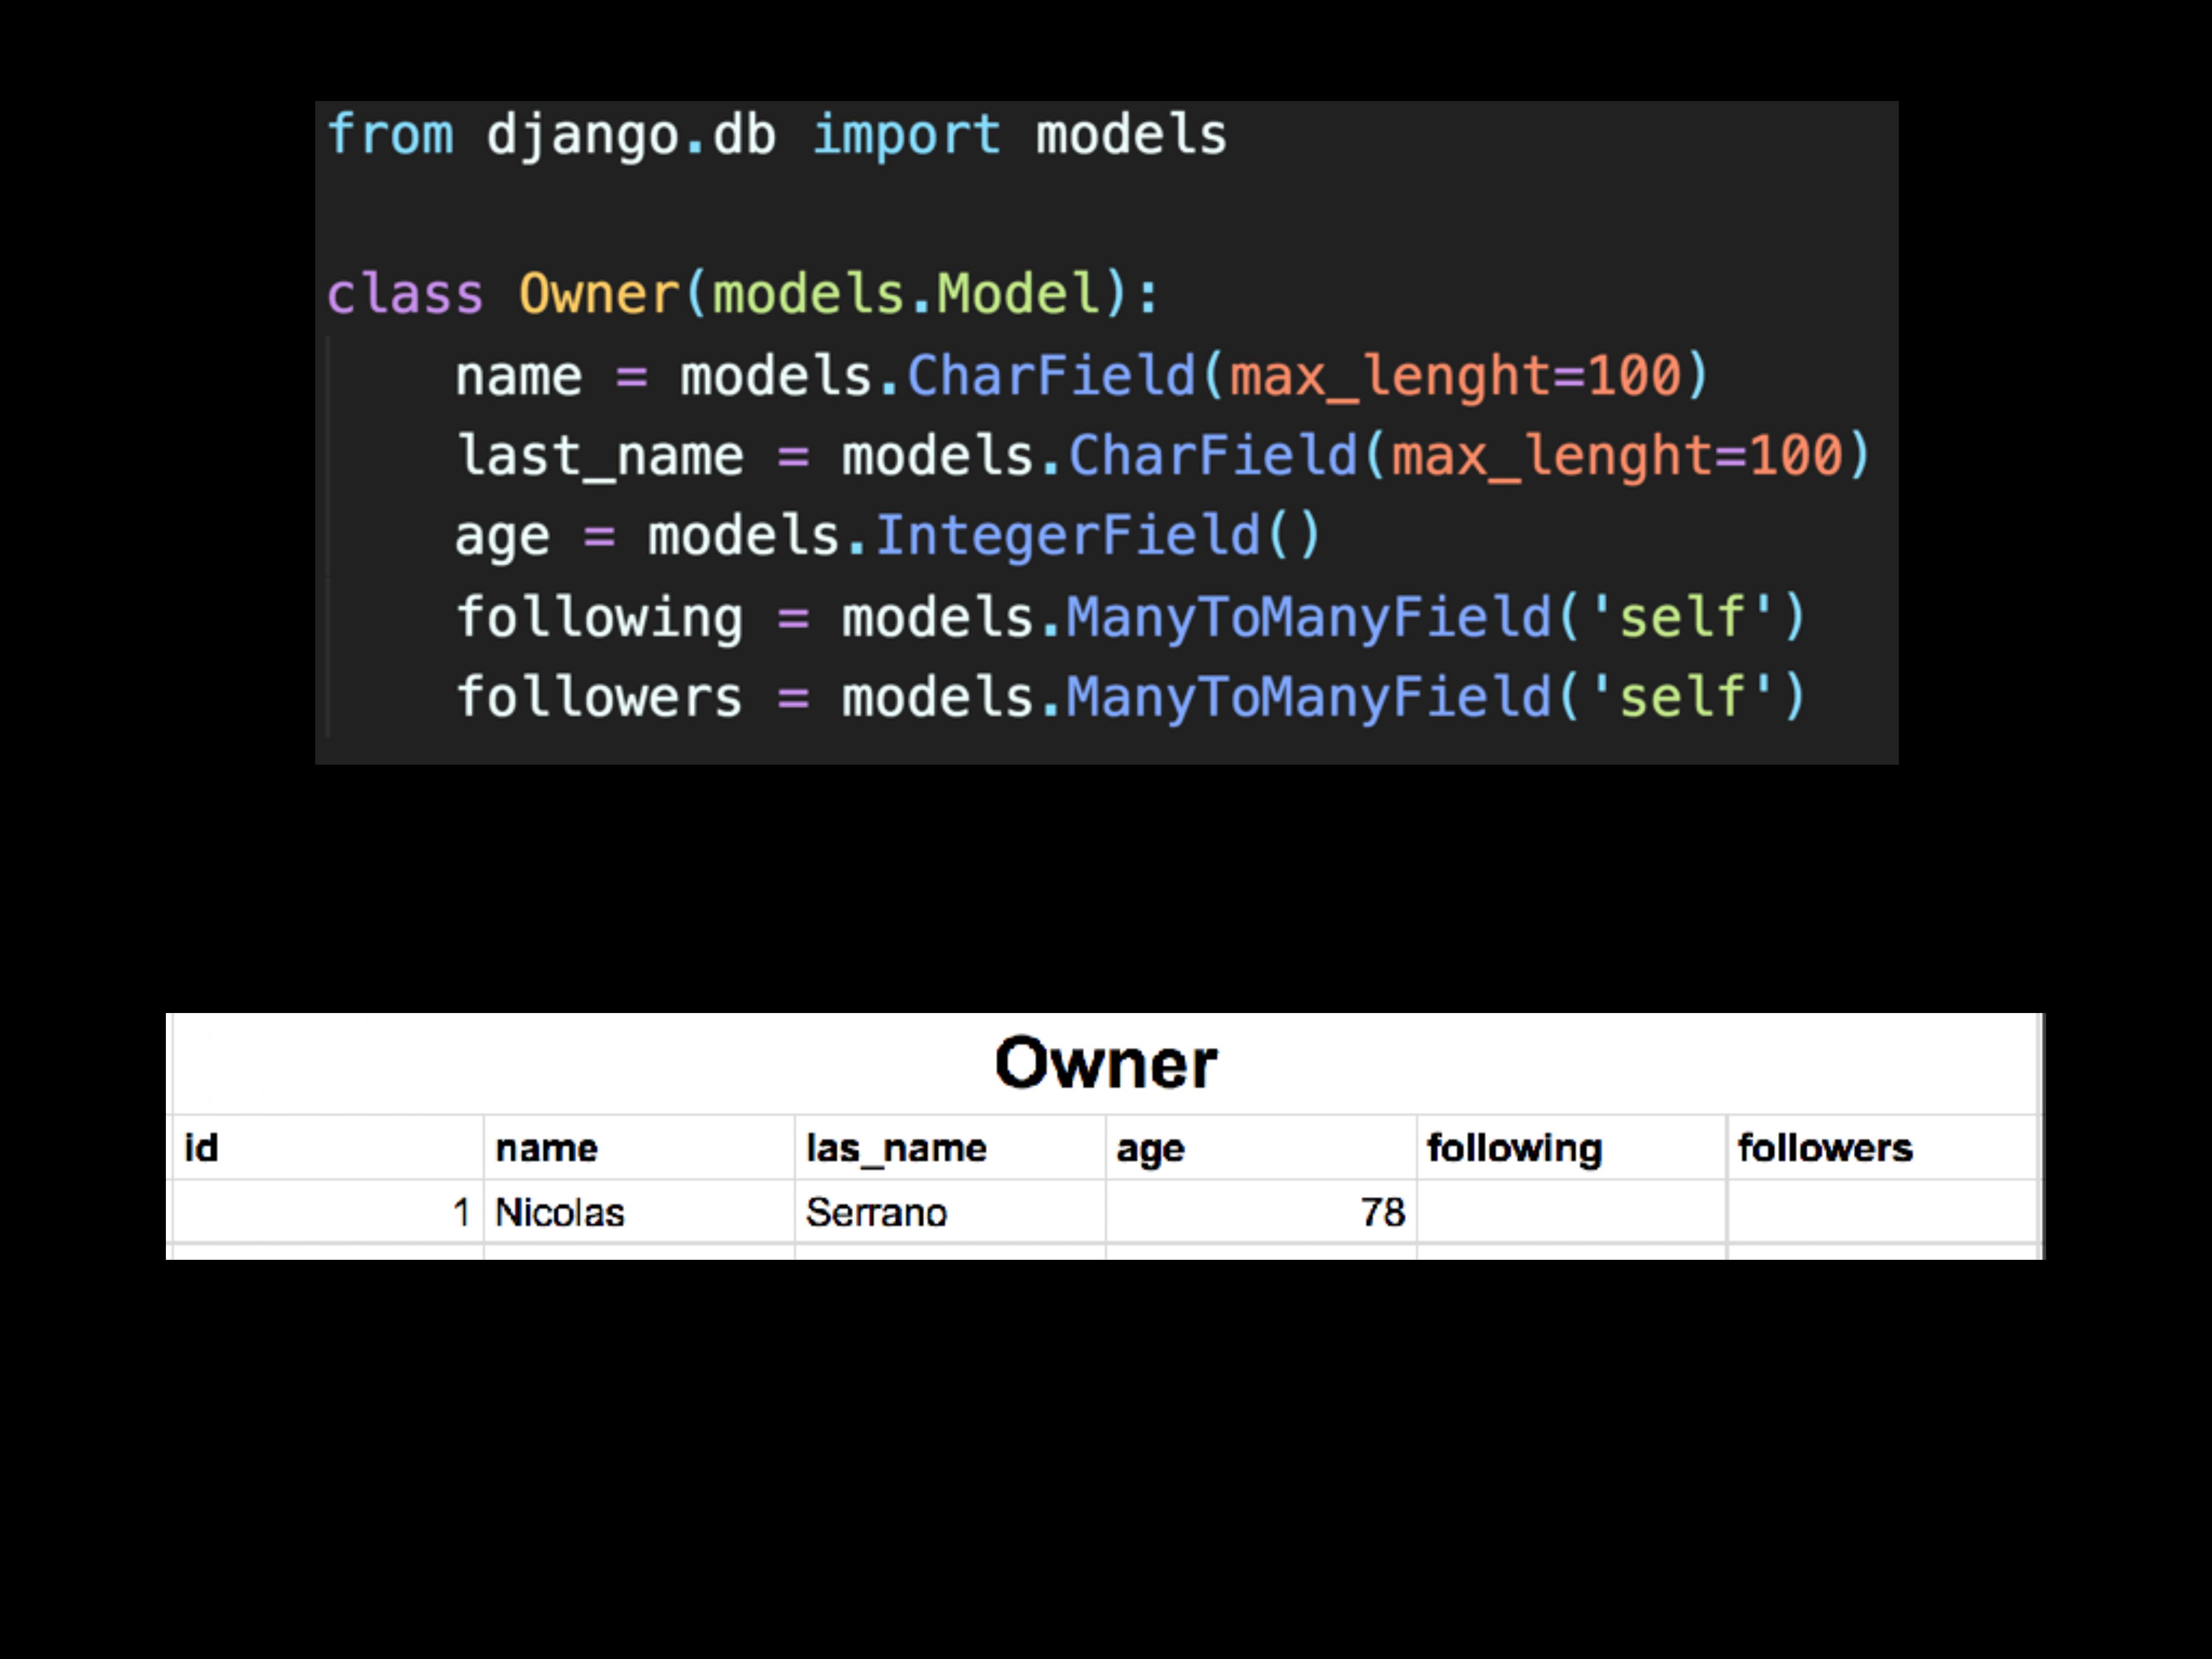 from django.db import models
class Owner(models.Model):
name = models.CharField(max_lenght=100)
last_name = models.CharField(max_lenght=100)
age = models.IntegerField()
following = models.ManyToManyField('self')
followers = models.ManyToManyField('self')
Owner
id name las_name age following followers
1 Nicolas Serrano 78